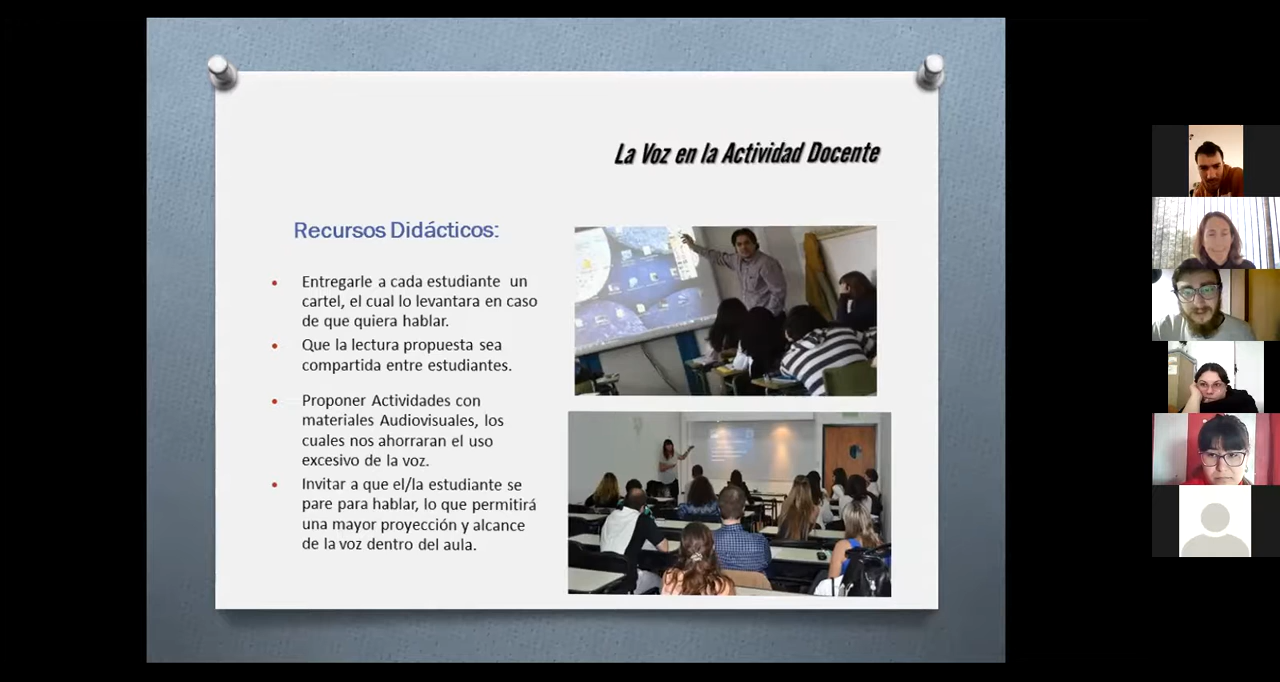 La Voz en la Actividad Docente
Recursos Didácticos:
• Entregarle a cada estudiante un
cartel, el cual lo levantara en caso
de que quiera hablar.
• Que la lectura propuesta sea
compartida entre estudiantes.
• Proponer Actividades con
materiales Audiovisuales, los
cuales nos ahorraran el uso
excesivo de la voz.
• Invitar a que el/la estudiante se
pare para hablar, lo que permitirá
una mayor proyección y alcance
de la voz dentro del aula.